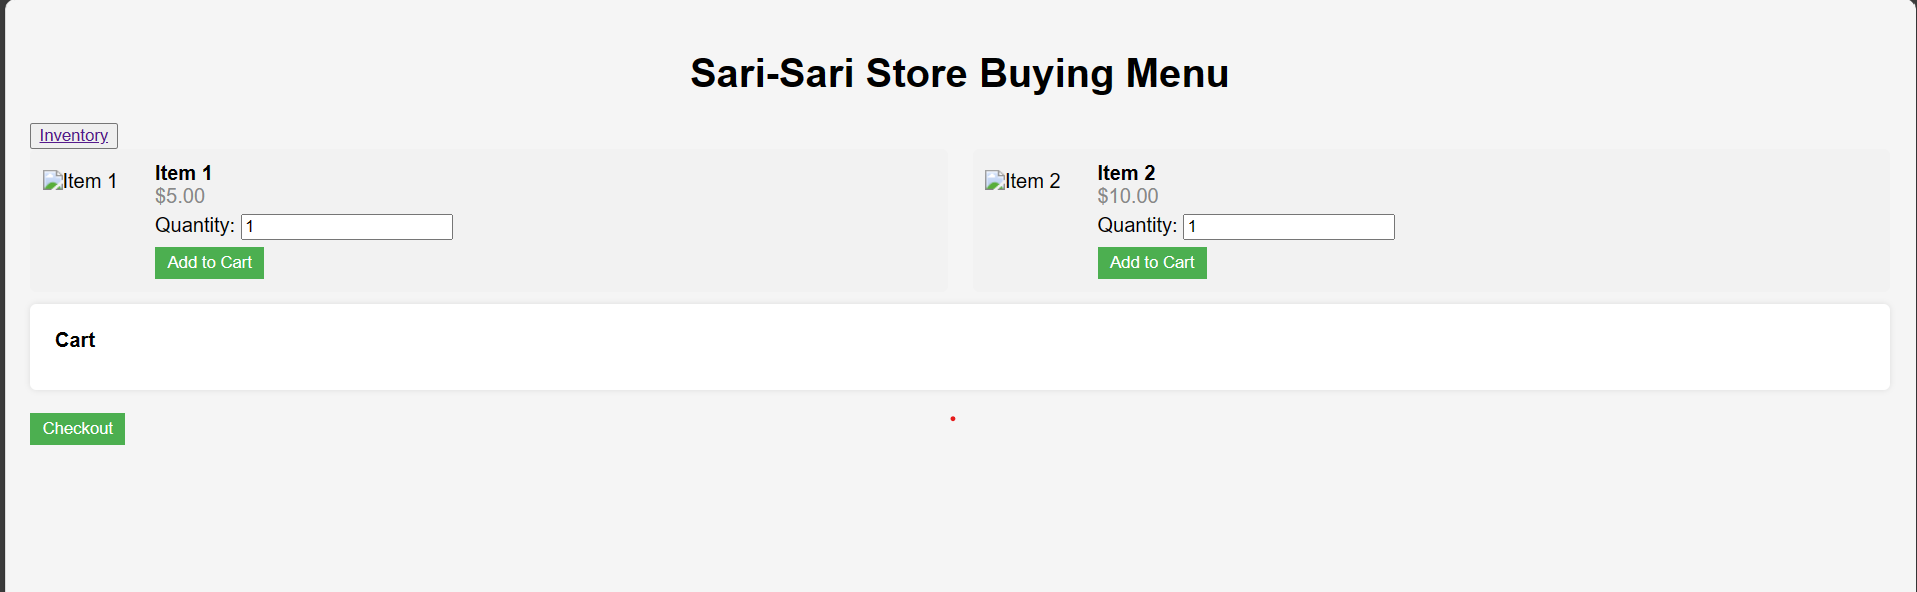 Sari-Sari Store Buying Menu
Inventory
Item 1
Item 1
$5.00
Quantity: 1
Add to Cart
Item 2
Item 2
$10.00
Quantity: 1
Add to Cart
Cart
Checkout